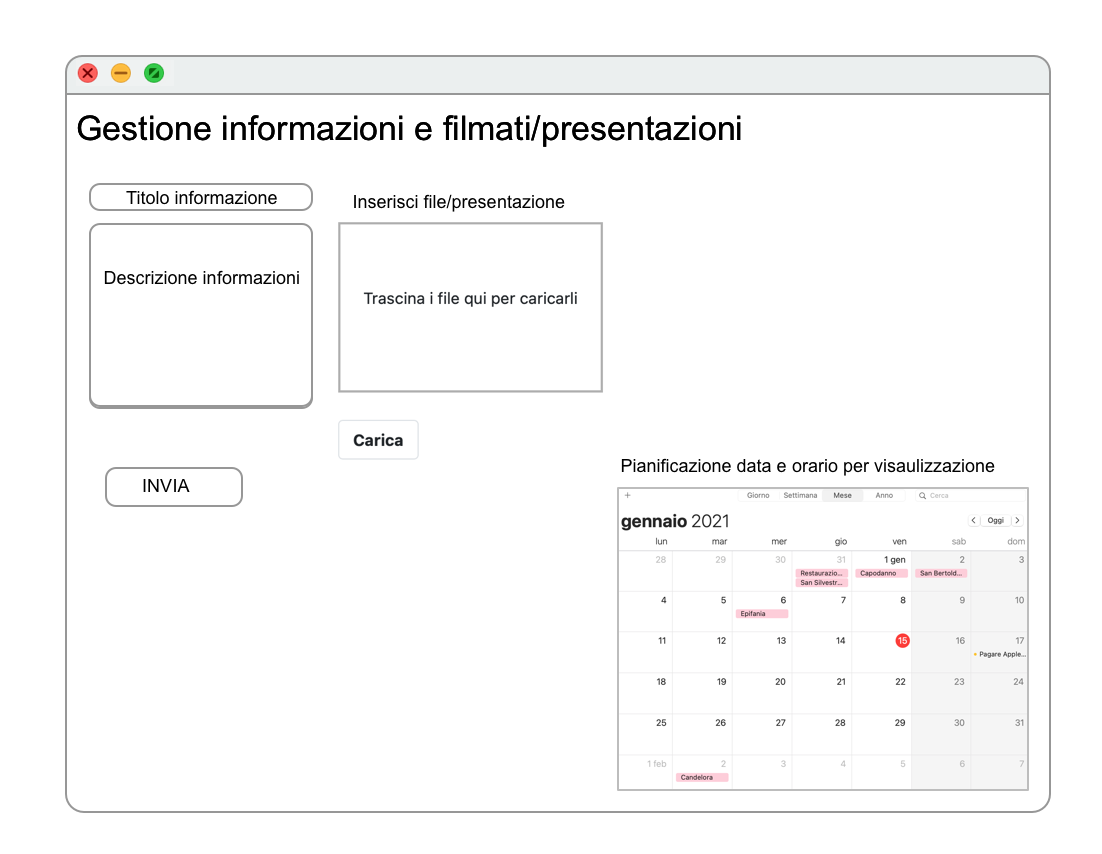 Gestione informazioni e filmati/presentazioni
Titolo informazione
Inserisci file/presentazione
Descrizione informazioni
Trascina i file qui per caricarli
Carica
INVIA
Pianificazione data e orario per visaulizzazione
+ Giorno Settimana Mese Anno Cerca
gennaio 2021 < Oggi >
lun mar mer gio ven sab dom
28 29 30 31 1 gen 2 3
Restaurazio... Capodanno San Bertold...
San Silvestr...
4 5 6 7 8 9 10
Epifania
11 12 13 14 15 16 17
Pagare Apple...
18 19 20 21 22 23 24
25 26 27 28 29 30 31
1 feb 2 3 4 5 6 7
Candelora